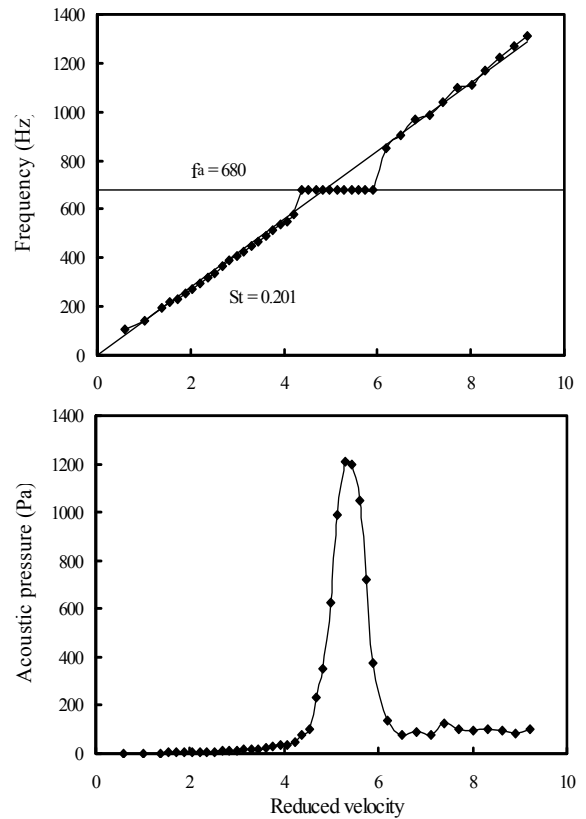 1400
1200
1000
800
600
400
200
0
Frequency (Hz)
fa = 680
St = 0.201
0 2 4 6 8 10
1400
1200
1000
800
600
400
200
0
Acoustic pressure (Pa)
0 2 4 6 8 10
Reduced velocity